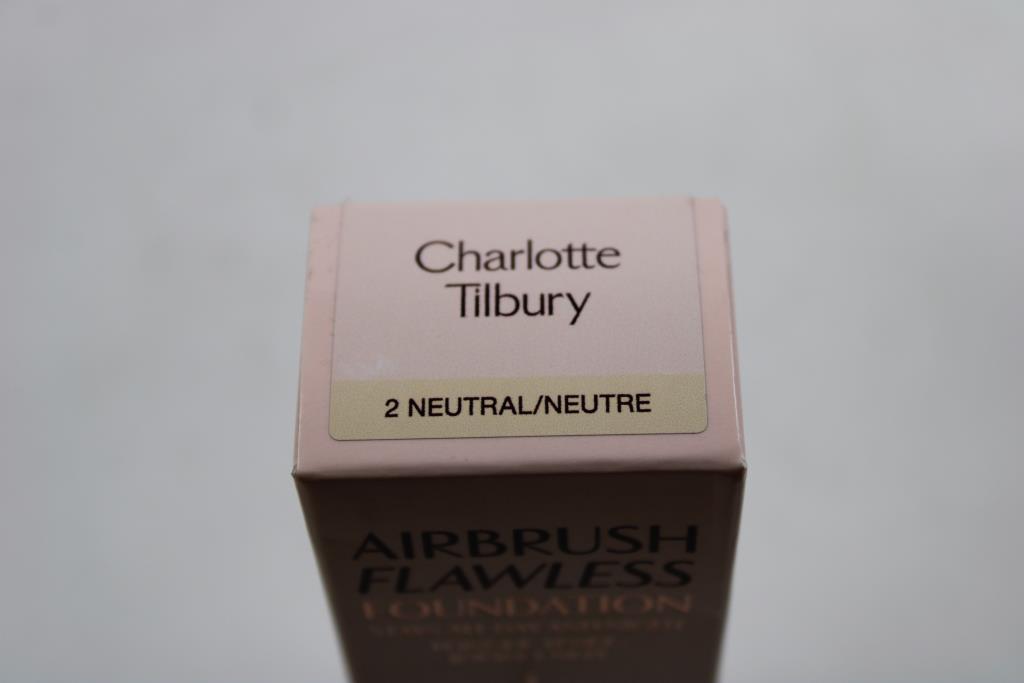 Charlotte
Tilbury
2 NEUTRAL/NEUTRE
AIRBRUSH
FLAWLESS
FOUNDATION